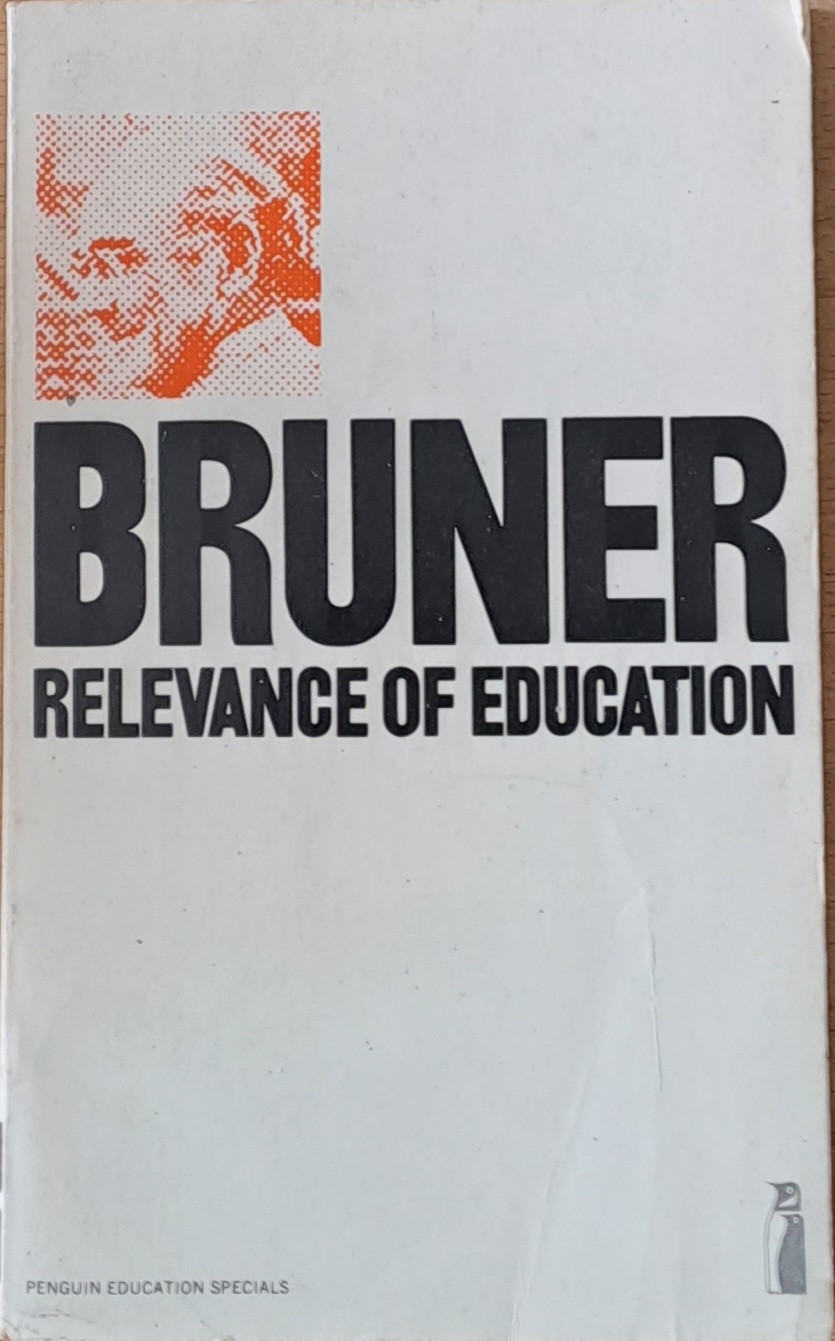 BRUNER
RELEVANCE OF EDUCATION
PENGUIN EDUCATION SPECIALS